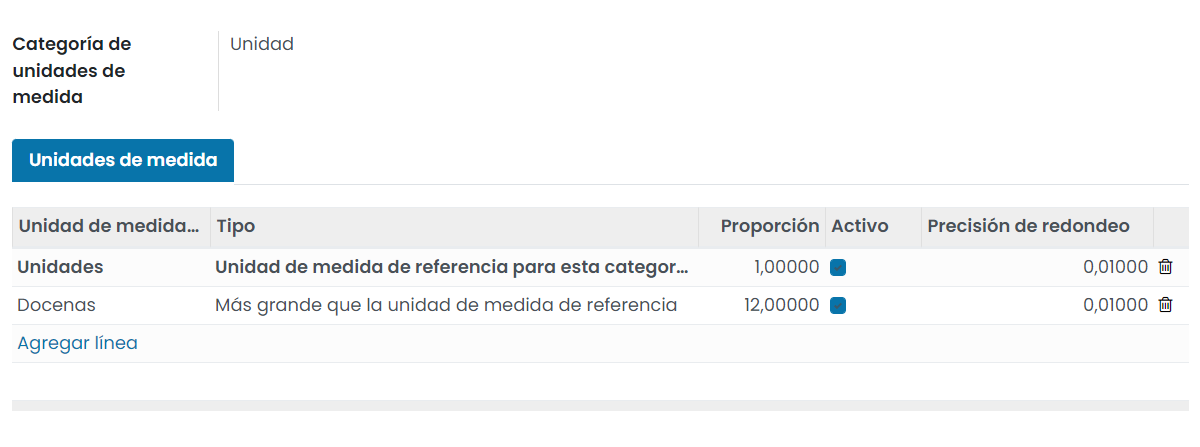 Categoría de Unidad
unidades de
medida
Unidades de medida
Unidad de medida... Tipo Proporción Activo Precisión de redondeo
Unidades Unidad de medida de referencia para esta categor... 1,00000 0,01000
Docenas Más grande que la unidad de medida de referencia 12,00000 0,01000
Agregar línea